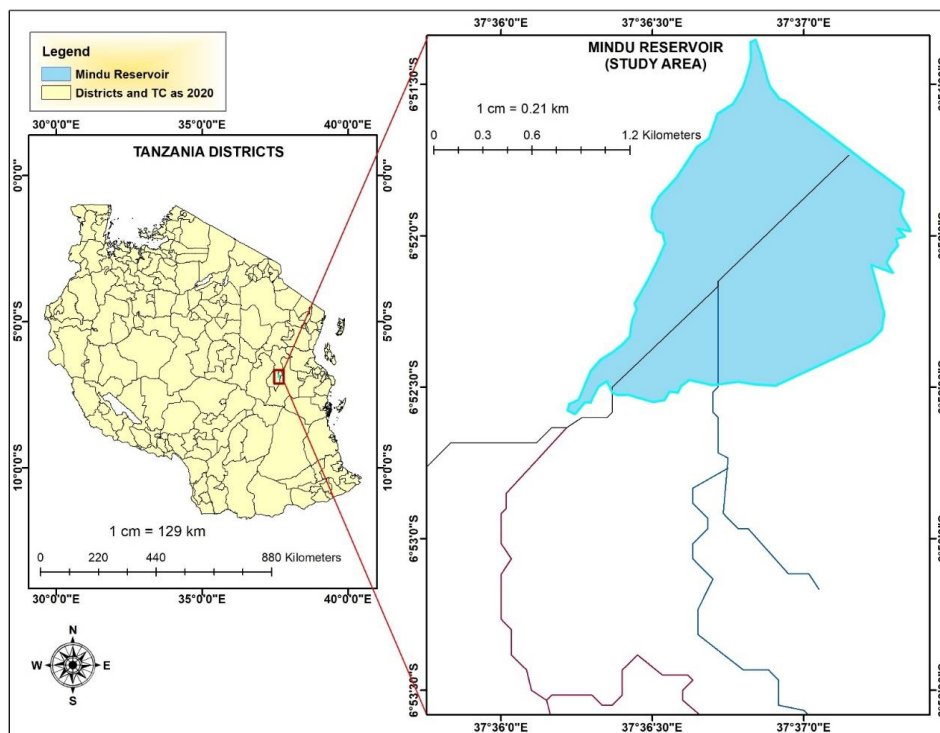 Legend
Mindu Reservoir
Districts and TC as 2020
30°0'0"E 35°0'0"E 40°0'0"E
TANZANIA DISTRICTS
0°0'0"
5°0'0"S
10°0'0"S
0°0'0"
5°0'0"S
10°0'0"S
1 cm = 129 km
0 220 440 880 Kilometers
30°0'0"E 35°0'0"E 40°0'0"E
N
W E
S
37°36'0"E 37°36'30"E 37°37'0"E
MINDU RESERVOIR
(STUDY AREA)
1 cm = 0.21 km
0 0.3 0.6 1.2 Kilometers
6°51'30"S
6°52'0"S
6°52'30"S
6°53'0"S
6°53'30"S
37°36'0"E 37°36'30"E 37°37'0"E